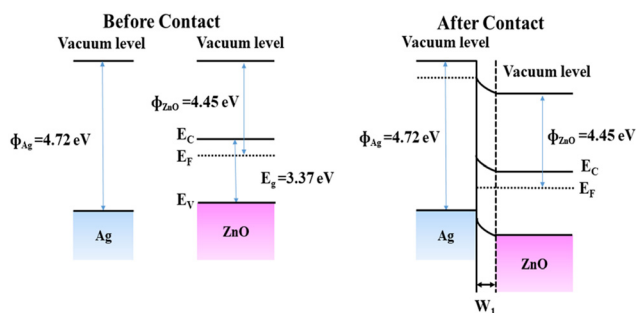 Before Contact
Vacuum level
Vacuum level
ϕAg=4.72 eV
ϕZnO=4.45 eV
EC
EF
Eg=3.37 eV
EV
Ag
ZnO
After Contact
Vacuum level
Vacuum level
ϕAg=4.72 eV
ϕZnO=4.45 eV
EC
EF
Ag
ZnO
W1